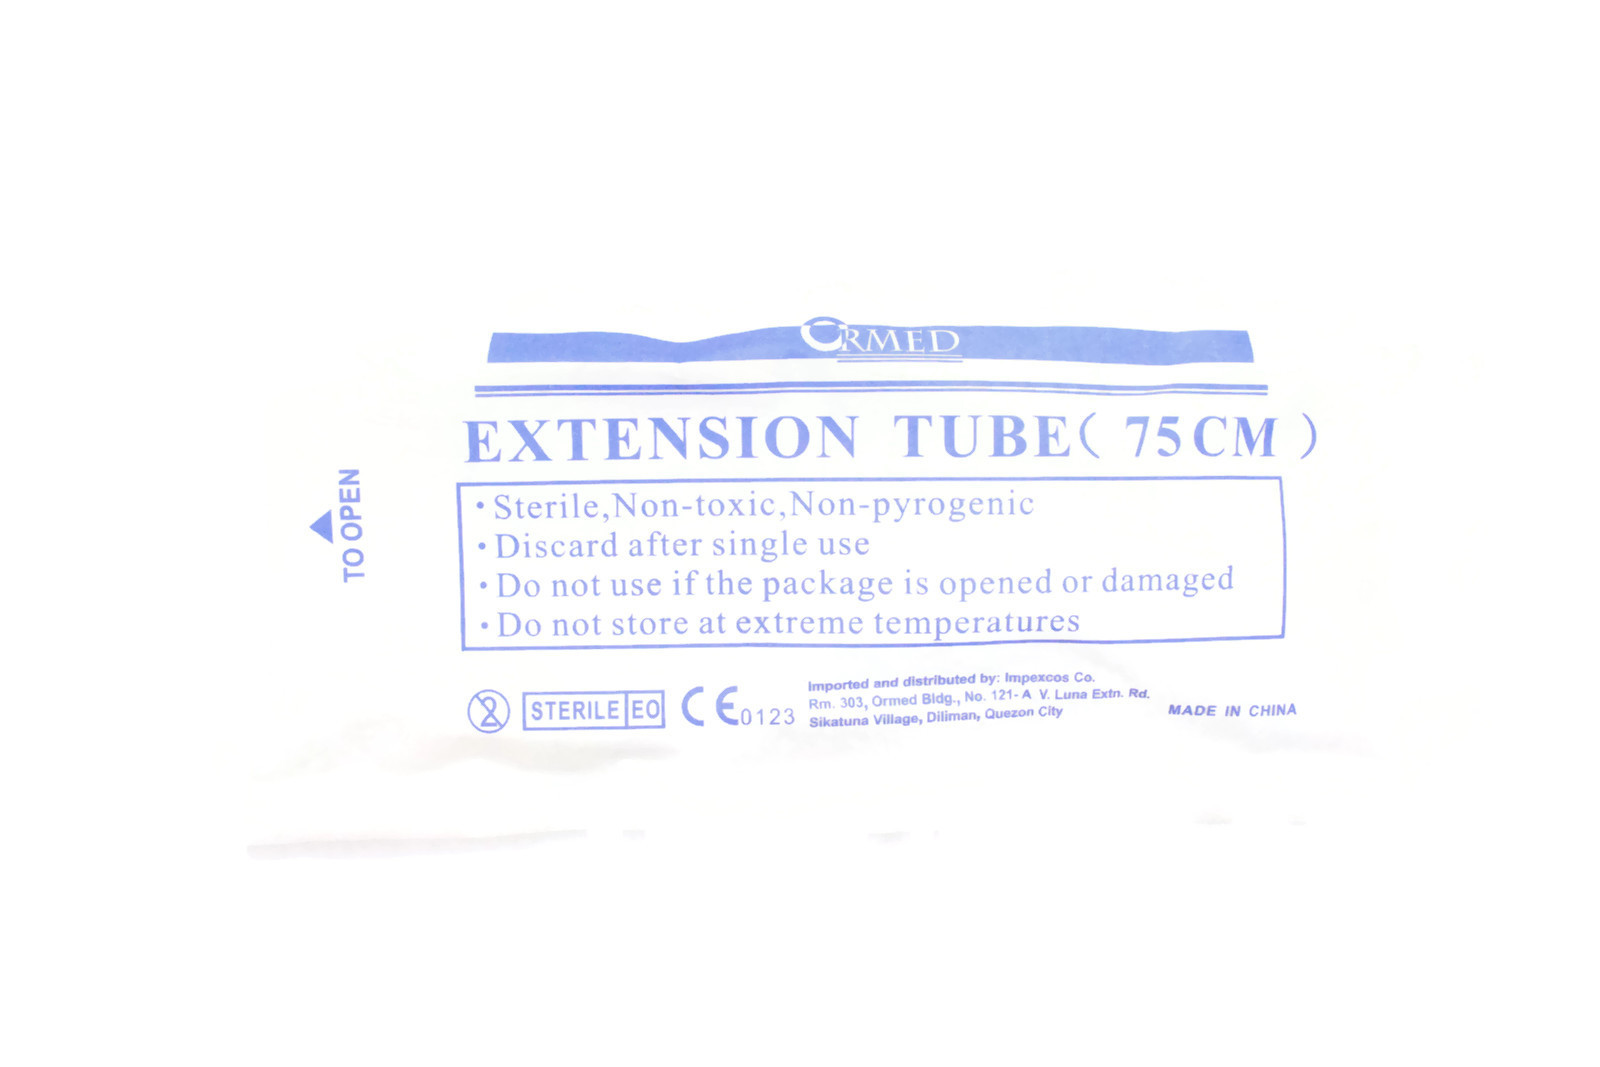 ORMED
EXTENSION TUBE( 75CM )
TO OPEN
• Sterile,Non-toxic,Non-pyrogenic
• Discard after single use
• Do not use if the package is opened or damaged
• Do not store at extreme temperatures
2
STERILE EO
CE0123
Imported and distributed by: Impexcos Co.
Rm. 303, Ormed Bldg., No. 121- A V. Luna Extn. Rd.
Sikatuna Village, Diliman, Quezon City
MADE IN CHINA